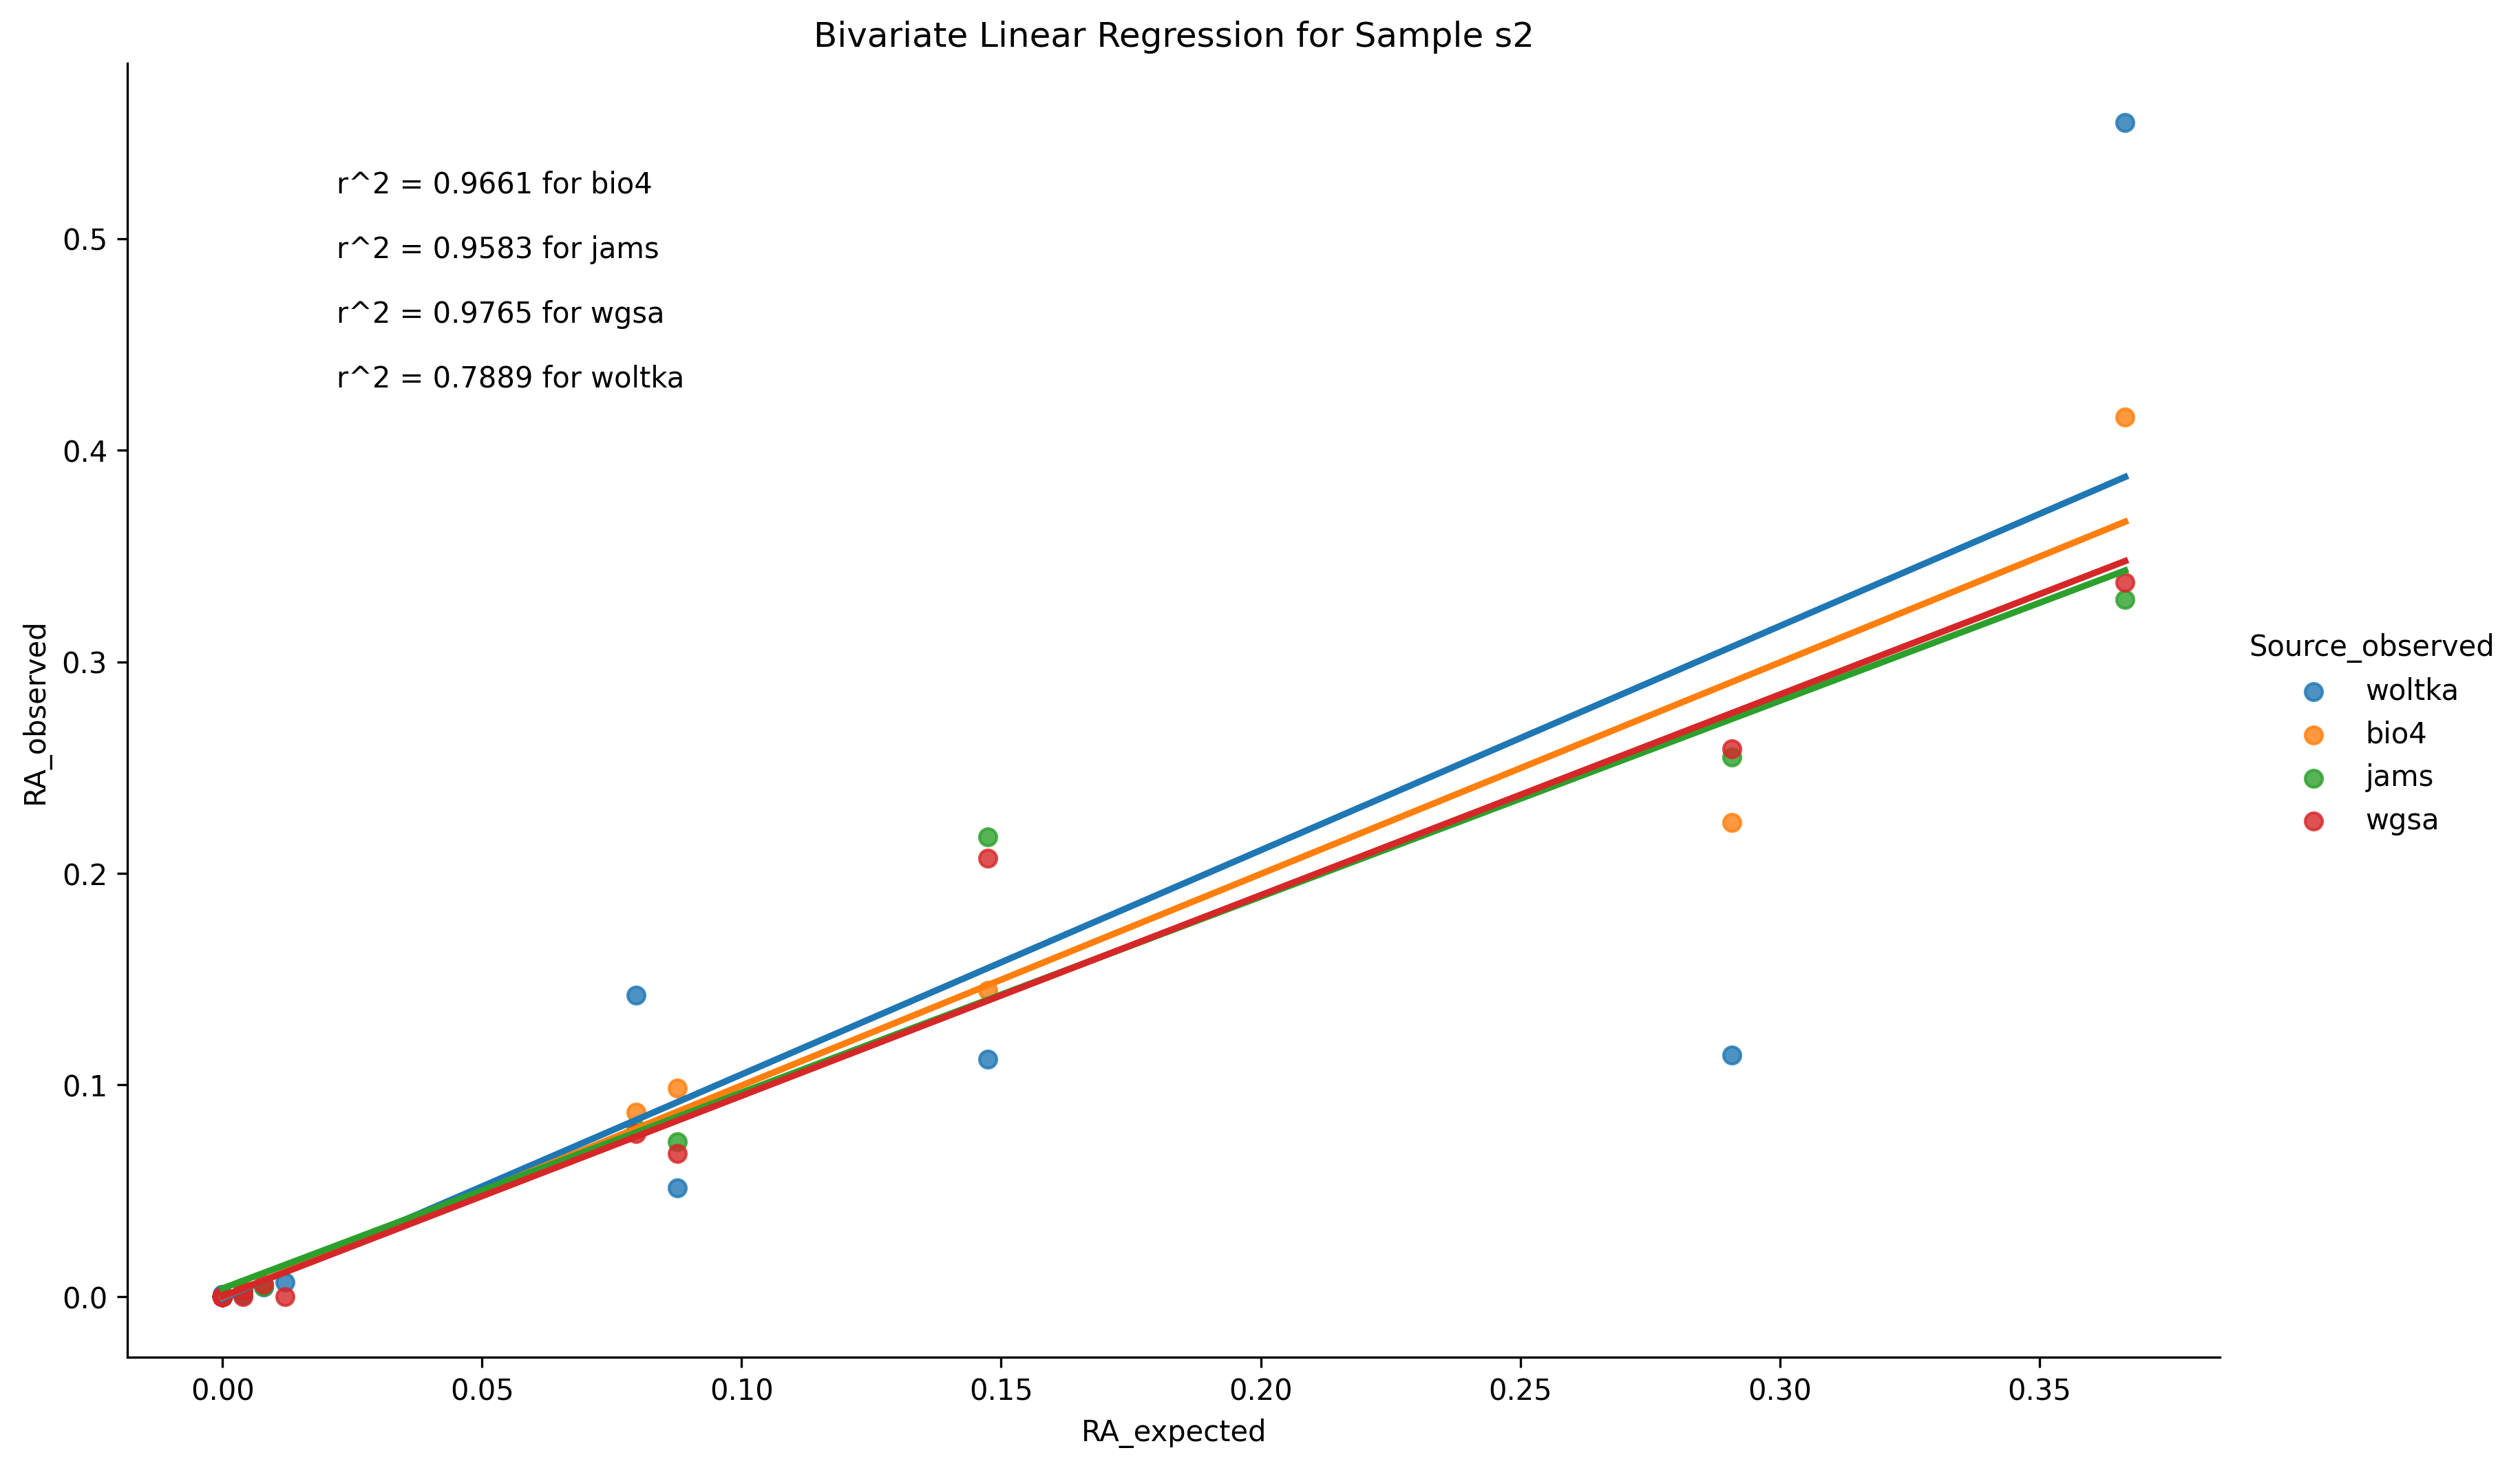 Bivariate Linear Regression for Sample s2
r^2 = 0.9661 for bio4
r^2 = 0.9583 for jams
r^2 = 0.9765 for wgsa
r^2 = 0.7889 for woltka
0.5
0.4
0.3
0.2
0.1
0.0
RA_observed
0.00 0.05 0.10 0.15 0.20 0.25 0.30 0.35
RA_expected
Source_observed
woltka
bio4
jams
wgsa